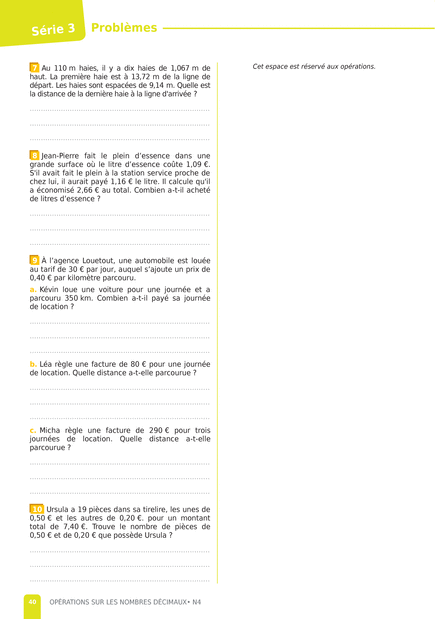 Série 3
Problèmes
7 Au 110 m haies, il y a dix haies de 1,067 m de
haut. La première haie est à 13,72 m de la ligne de
départ. Les haies sont espacées de 9,14 m. Quelle est
la distance de la dernière haie à la ligne d'arrivée ?
8 Jean-Pierre fait le plein d'essence dans une
grande surface où le litre d'essence coûte 1,09 €.
S'il avait fait le plein à la station service proche de
chez lui, il aurait payé 1,16 € le litre. Il calcule qu'il
a économisé 2,66 € au total. Combien a-t-il acheté
de litres d'essence ?
9 À l'agence Louetout, une automobile est louée
au tarif de 30 € par jour, auquel s'ajoute un prix de
0,40 € par kilomètre parcouru.
a. Kévin loue une voiture pour une journée et a
parcouru 350 km. Combien a-t-il payé sa journée
de location ?
b. Léa règle une facture de 80 € pour une journée
de location. Quelle distance a-t-elle parcourue ?
c. Micha règle une facture de 290 € pour trois
journées de location. Quelle distance a-t-elle
parcourue ?
10 Ursula a 19 pièces dans sa tirelire, les unes de
0,50 € et les autres de 0,20 €. pour un montant
total de 7,40 €. Trouve le nombre de pièces de
0,50 € et de 0,20 € que possède Ursula ?
Cet espace est réservé aux opérations.
40 OPÉRATIONS SUR LES NOMBRES DÉCIMAUX• N4